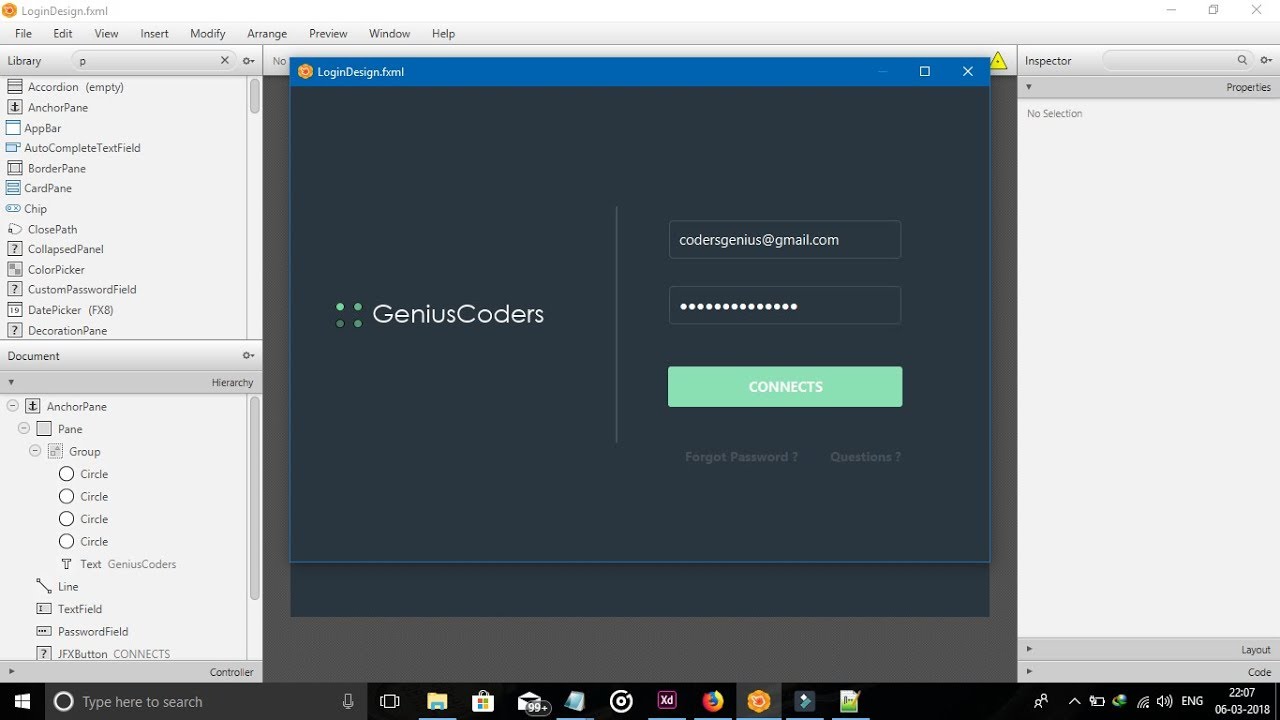 LoginDesign.fxml
File Edit View Insert Modify Arrange Preview Window Help
Library
p
No
LoginDesign.fxml
Inspector
Properties
No Selection
Accordion (empty)
AnchorPane
AppBar
AutoCompleteTextField
BorderPane
CardPane
Chip
ClosePath
CollapsedPanel
ColorPicker
CustomPasswordField
DatePicker (FX8)
DecorationPane
Document
Hierarchy
AnchorPane
Pane
Group
Circle
Circle
Circle
Circle
Text GeniusCoders
Line
TextField
PasswordField
JFXButton CONNECTS
Controller
GeniusCoders
codersgenius@gmail.com
••••••••••••••
CONNECTS
Forgot Password ? Questions ?
Layout
Code
Type here to search
99+
Xd
ENG
22:07
06-03-2018